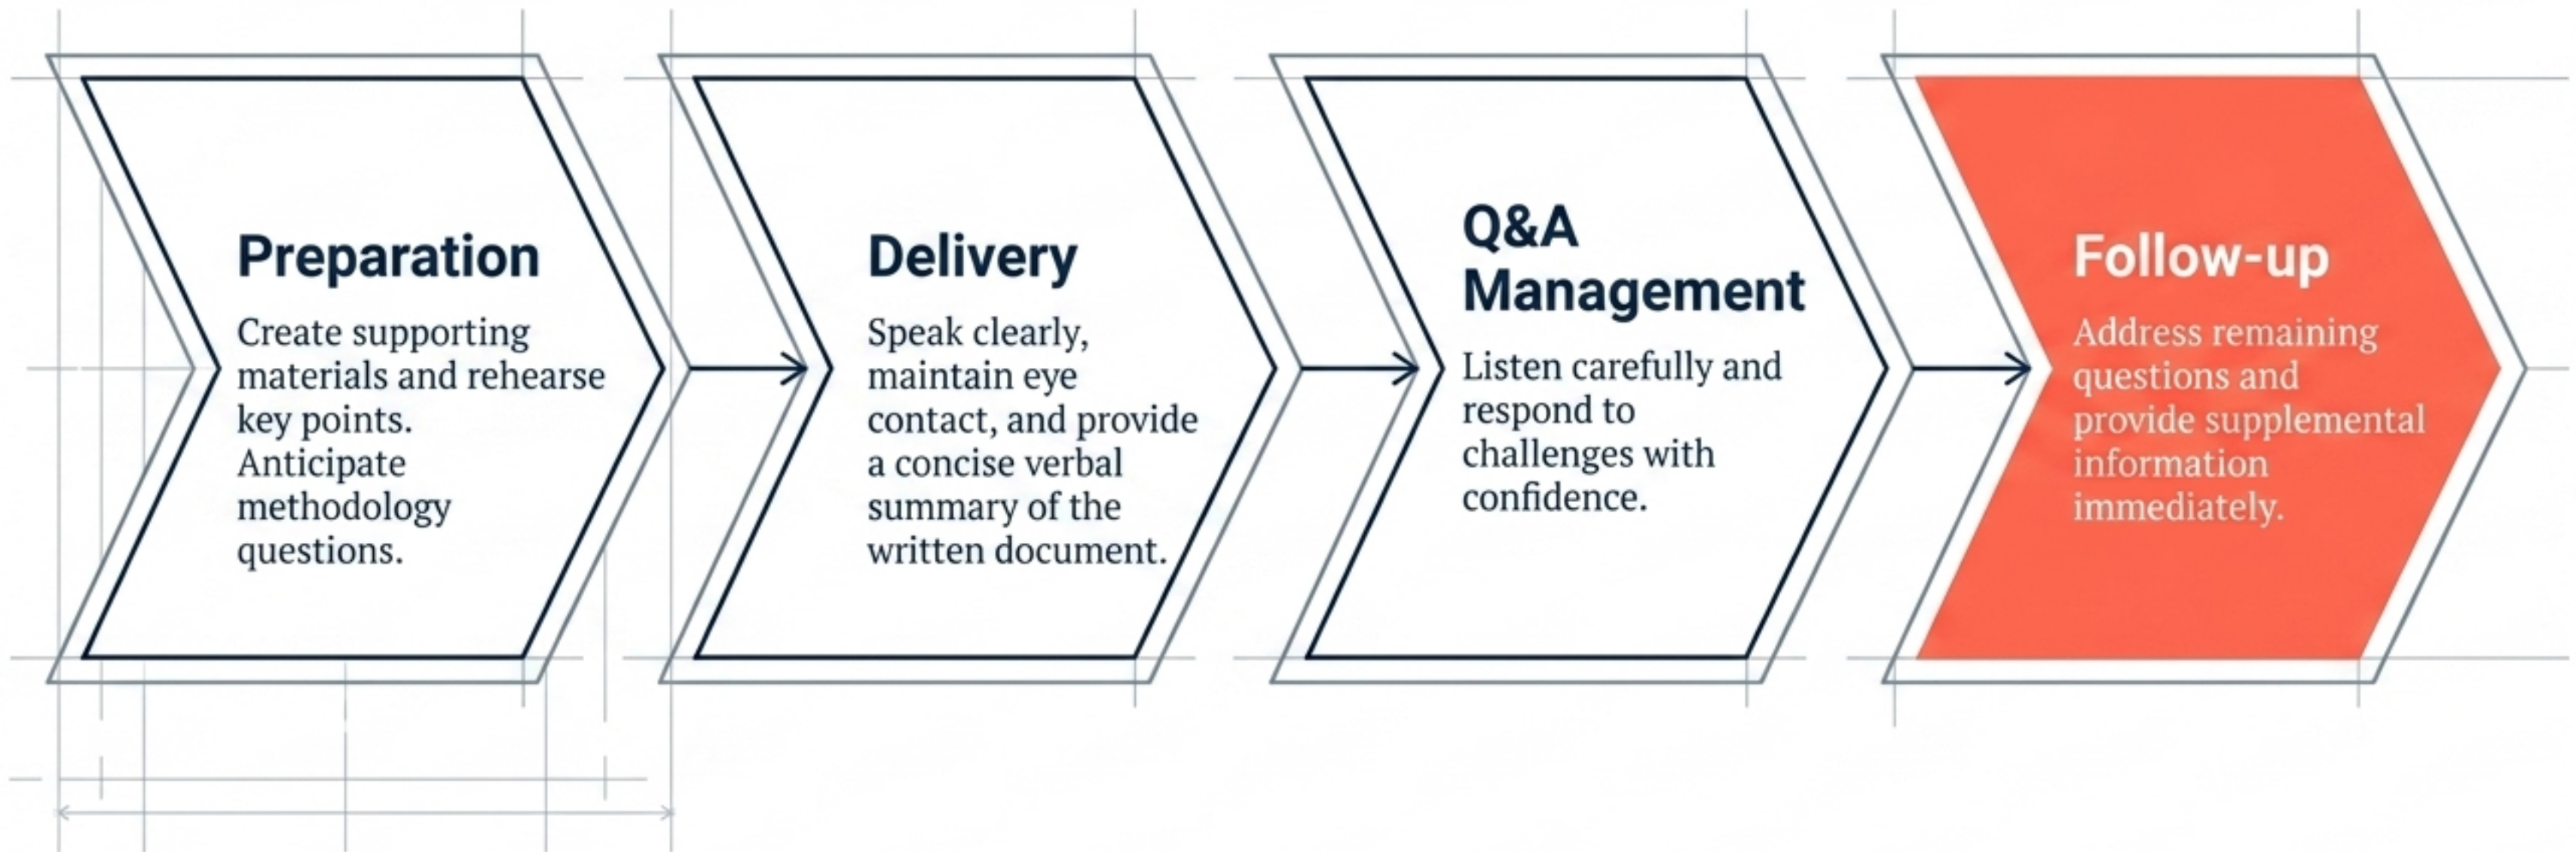 Preparation
Create supporting
materials and rehearse
key points.
Anticipate
methodology
questions.
Delivery
Speak clearly,
maintain eye
contact, and provide
a concise verbal
summary of the
written document.
Q&A
Management
Listen carefully and
respond to
challenges with
confidence.
Follow-up
Address remaining
questions and
provide supplemental
information
immediately.